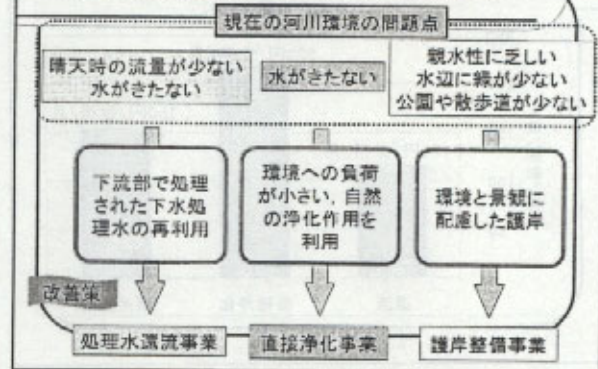 現在の河川環境の問題点
晴天時の流量が少ない
水がきたない
水がきたない
親水性に乏しい
水辺に緑が少ない
公園や散歩道が少ない
下流部で処理
された下水処
理水の再利用
環境への負荷
が小さい，自然
の浄化作用を
利用
環境と景観に
配慮した護岸
改善策
処理水還流事業
直接浄化事業
護岸整備事業